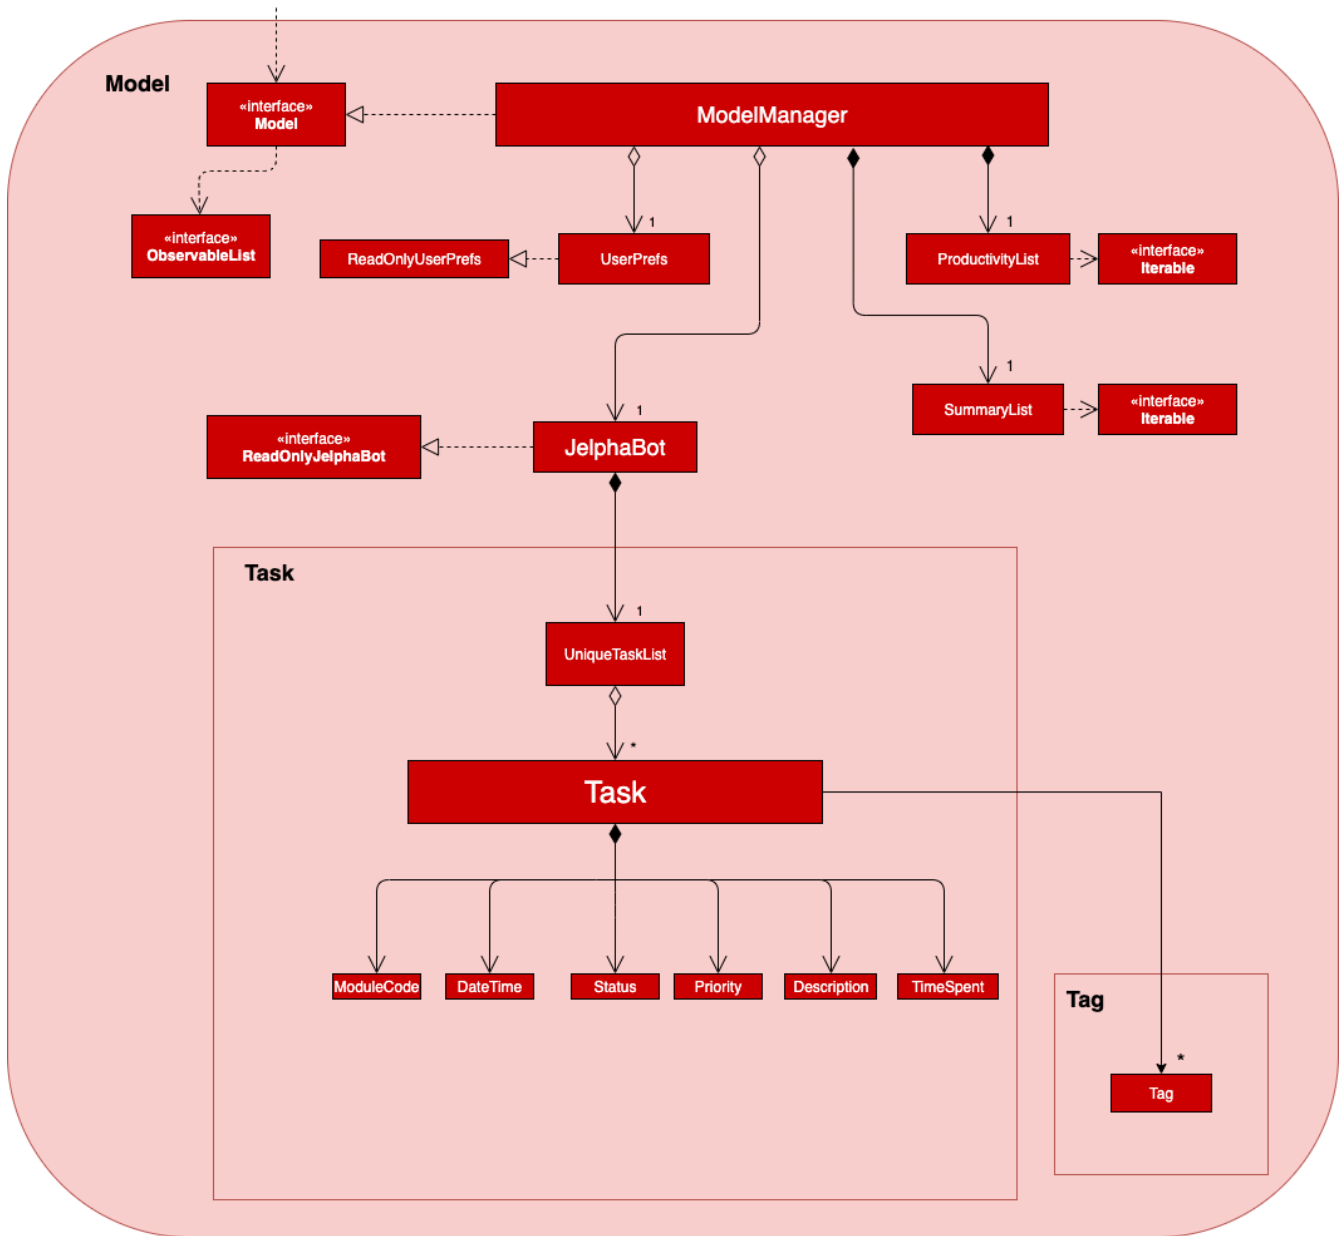 Model
«interface»
Model
ModelManager
«interface»
ObservableList
1
1
ReadOnlyUserPrefs
UserPrefs
ProductivityList
«interface»
Iterable
1
SummaryList
«interface»
Iterable
1
«interface»
ReadOnlyJelphaBot
JelphaBot
Task
1
UniqueTaskList
*
Task
ModuleCode
DateTime
Status
Priority
Description
TimeSpent
Tag
*
Tag